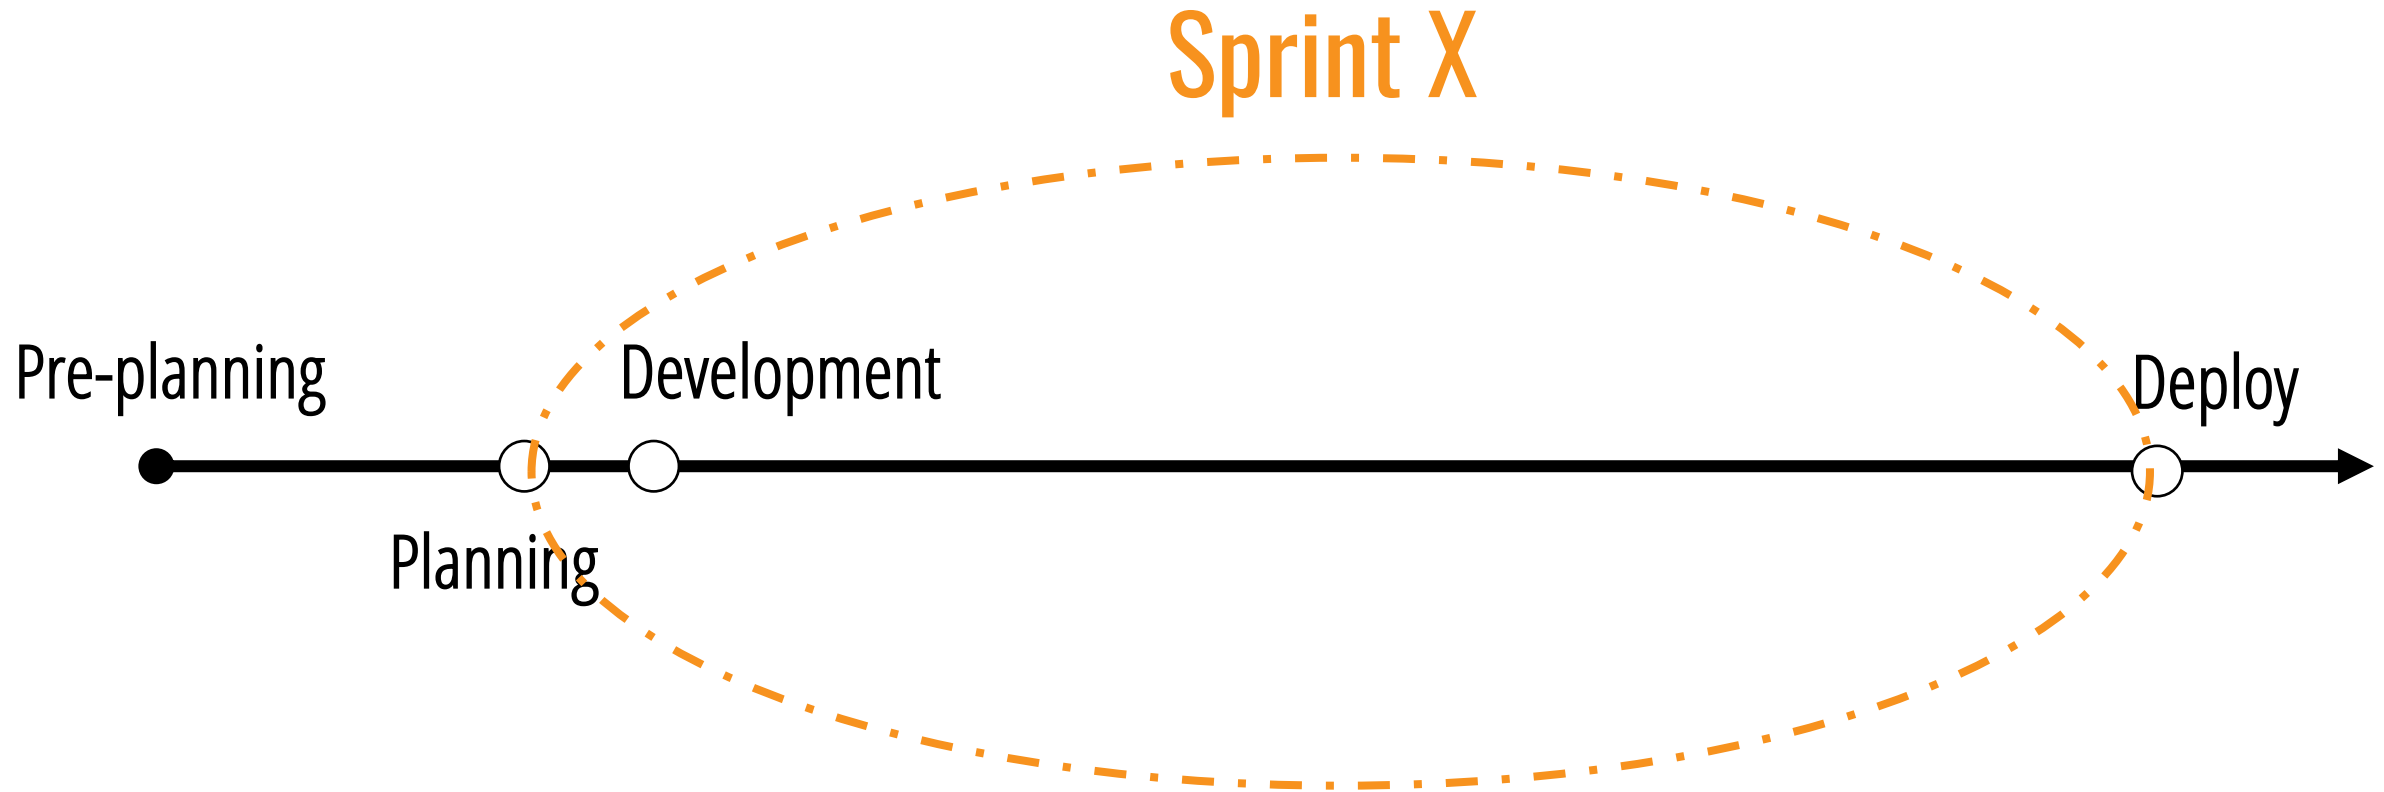 Sprint X
Pre-planning
Development
Deploy
Planning